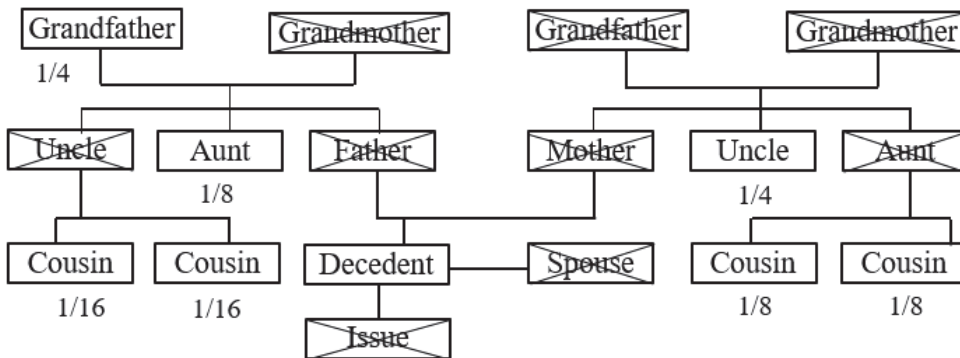 Grandfather Grandmother Grandfather Grandmother
1/4
Uncle Aunt Father Mother Uncle Aunt
1/8 1/4
Cousin Cousin Decedent Spouse Cousin Cousin
1/16 1/16 1/8 1/8
Issue